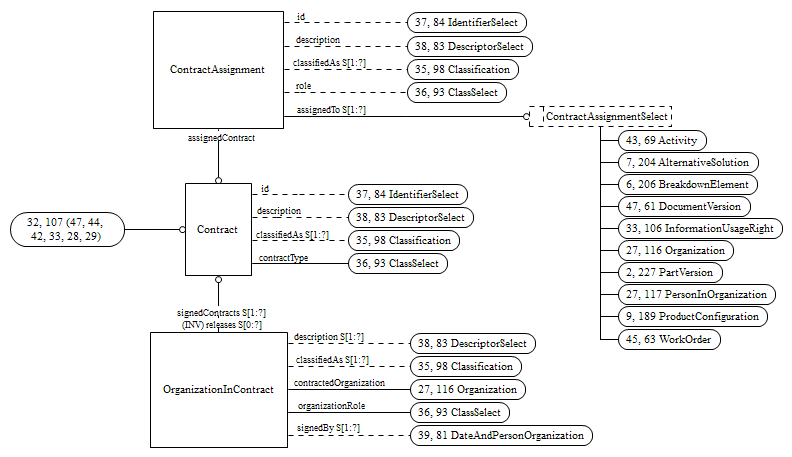 ContractAssignment
id
37, 84 IdentifierSelect
description
38, 83 DescriptorSelect
classifiedAs S[1:?]
35, 98 Classification
role
36, 93 ClassSelect
assignedTo S[1:?]
ContractAssignmentSelect
43, 69 Activity
7, 204 AlternativeSolution
6, 206 BreakdownElement
47, 61 DocumentVersion
33, 106 InformationUsageRight
27, 116 Organization
2, 227 PartVersion
27, 117 PersonInOrganization
9, 189 ProductConfiguration
45, 63 WorkOrder
assignedContract
32, 107 (47, 44,
42, 33, 28, 29)
Contract
id
37, 84 IdentifierSelect
description
38, 83 DescriptorSelect
classifiedAs S[1:?]
35, 98 Classification
contractType
36, 93 ClassSelect
signedContracts S[1:?]
(INV) releases S[0:?]
OrganizationInContract
description S[1:?]
38, 83 DescriptorSelect
classifiedAs S[1:?]
35, 98 Classification
contractedOrganization
27, 116 Organization
organizationRole
36, 93 ClassSelect
signedBy S[1:?]
39, 81 DateAndPersonOrganization